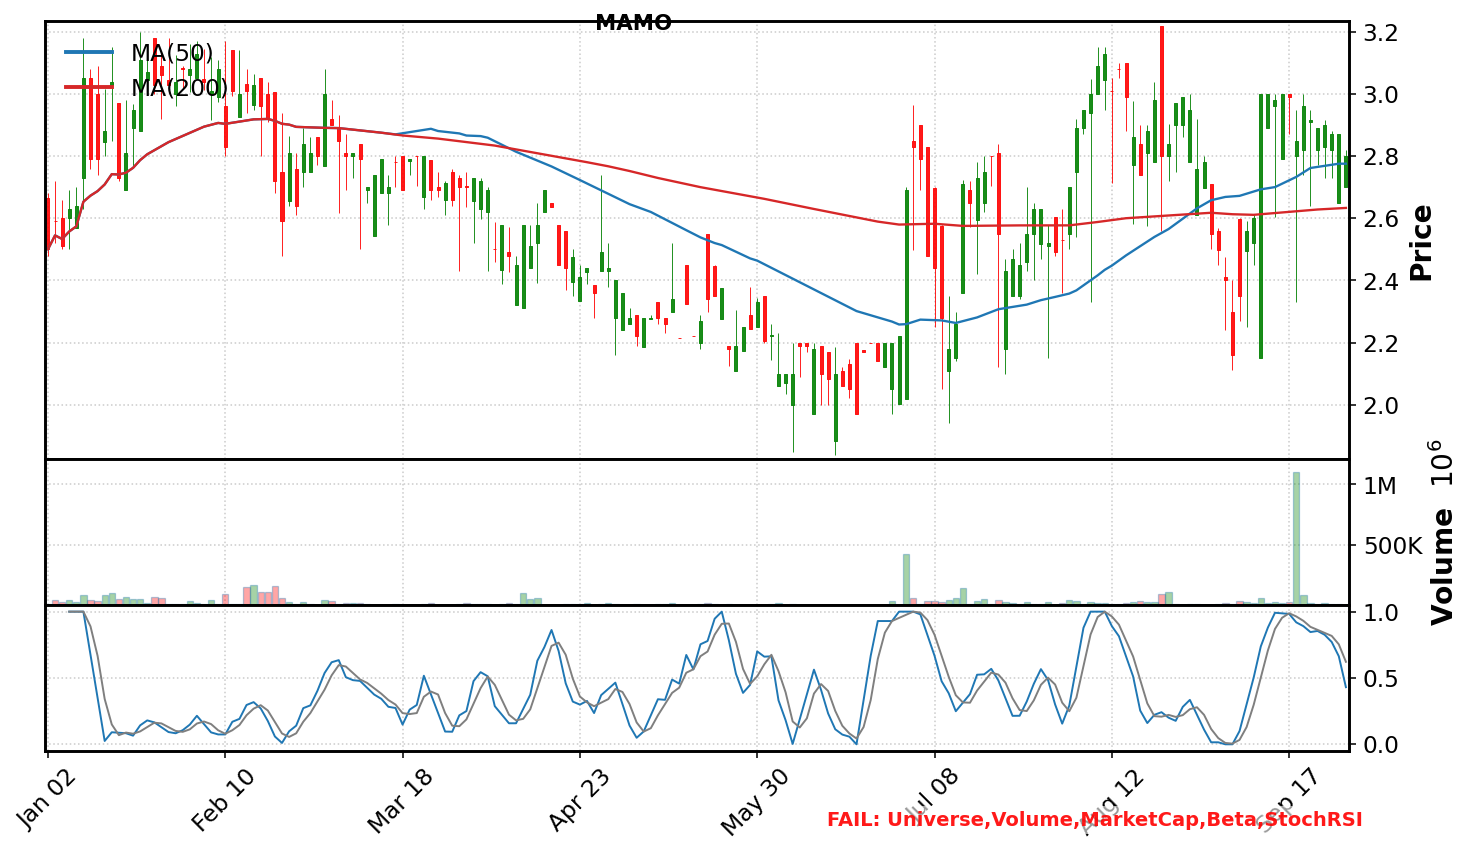 MAMO
MA(50)
MA(200)
3.2
3.0
2.8
2.6
2.4
2.2
2.0
Price
1M
500K
Volume 10^6
1.0
0.5
0.0
Jan 02
Feb 10
Mar 18
Apr 23
May 30
Jul 08
Aug 12
Sep 17
FAIL: Universe,Volume,MarketCap,Beta,StochRSI